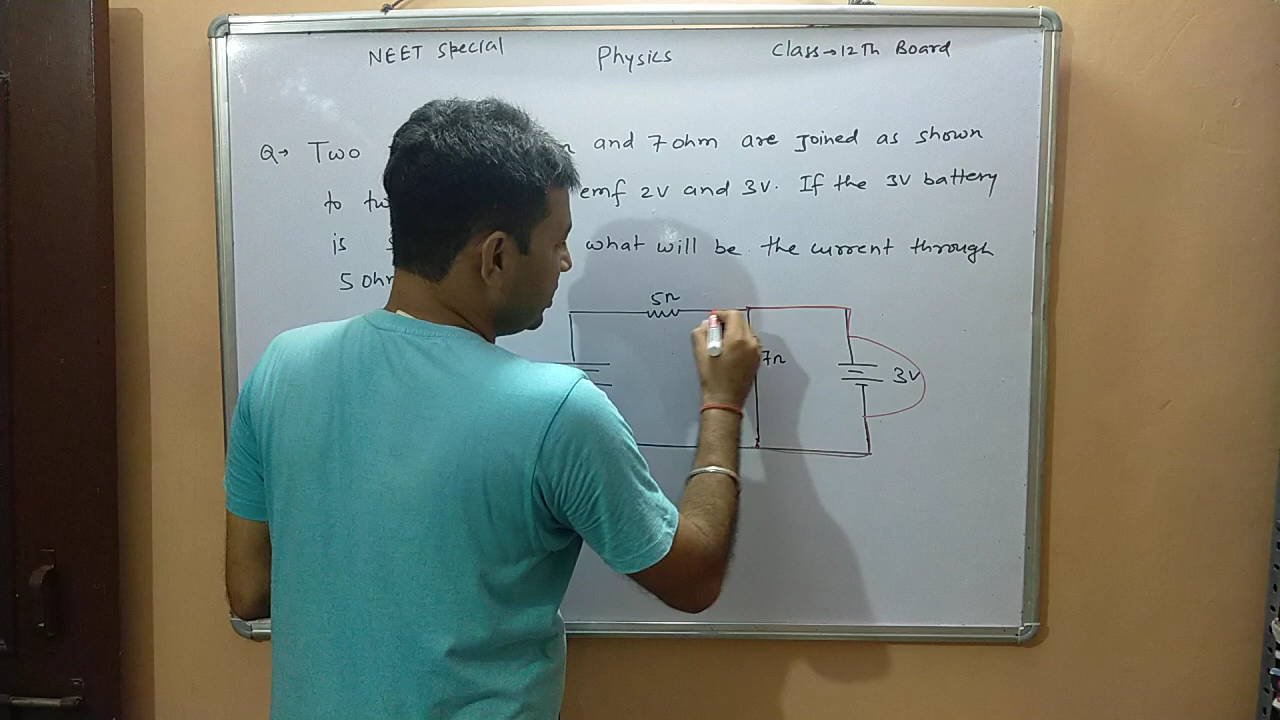 NEET Special Physics Class→12Th Board
Q→ Two and 7 ohm are Joined as shown
to emf 2V and 3V. If the 3V battery
is what will be the current through
5 ohm
5Ω
7Ω
3V